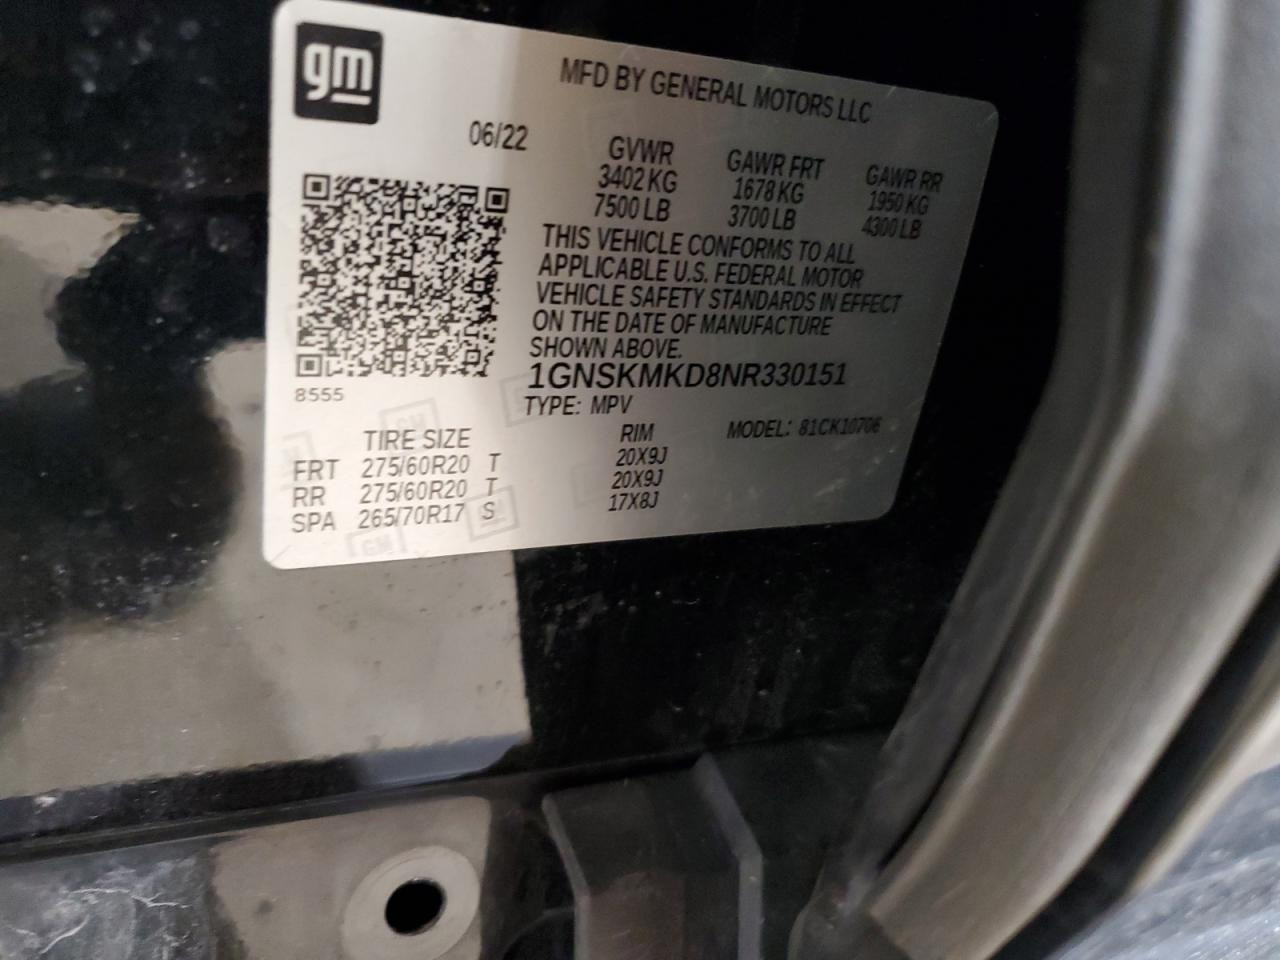 gm
MFD BY GENERAL MOTORS LLC
06/22
GVWR GAWR FRT GAWR RR
3402 KG 1678 KG 1950 KG
7500 LB 3700 LB 4300 LB
THIS VEHICLE CONFORMS TO ALL
APPLICABLE U.S. FEDERAL MOTOR
VEHICLE SAFETY STANDARDS IN EFFECT
ON THE DATE OF MANUFACTURE
SHOWN ABOVE.
8555
1GNSKMKD8NR330151
TYPE: MPV MODEL: 81CK10706
TIRE SIZE RIM
FRT 275/60R20 T 20X9J
RR 275/60R20 T 20X9J
SPA 265/70R17 S 17X8J
GM
GM